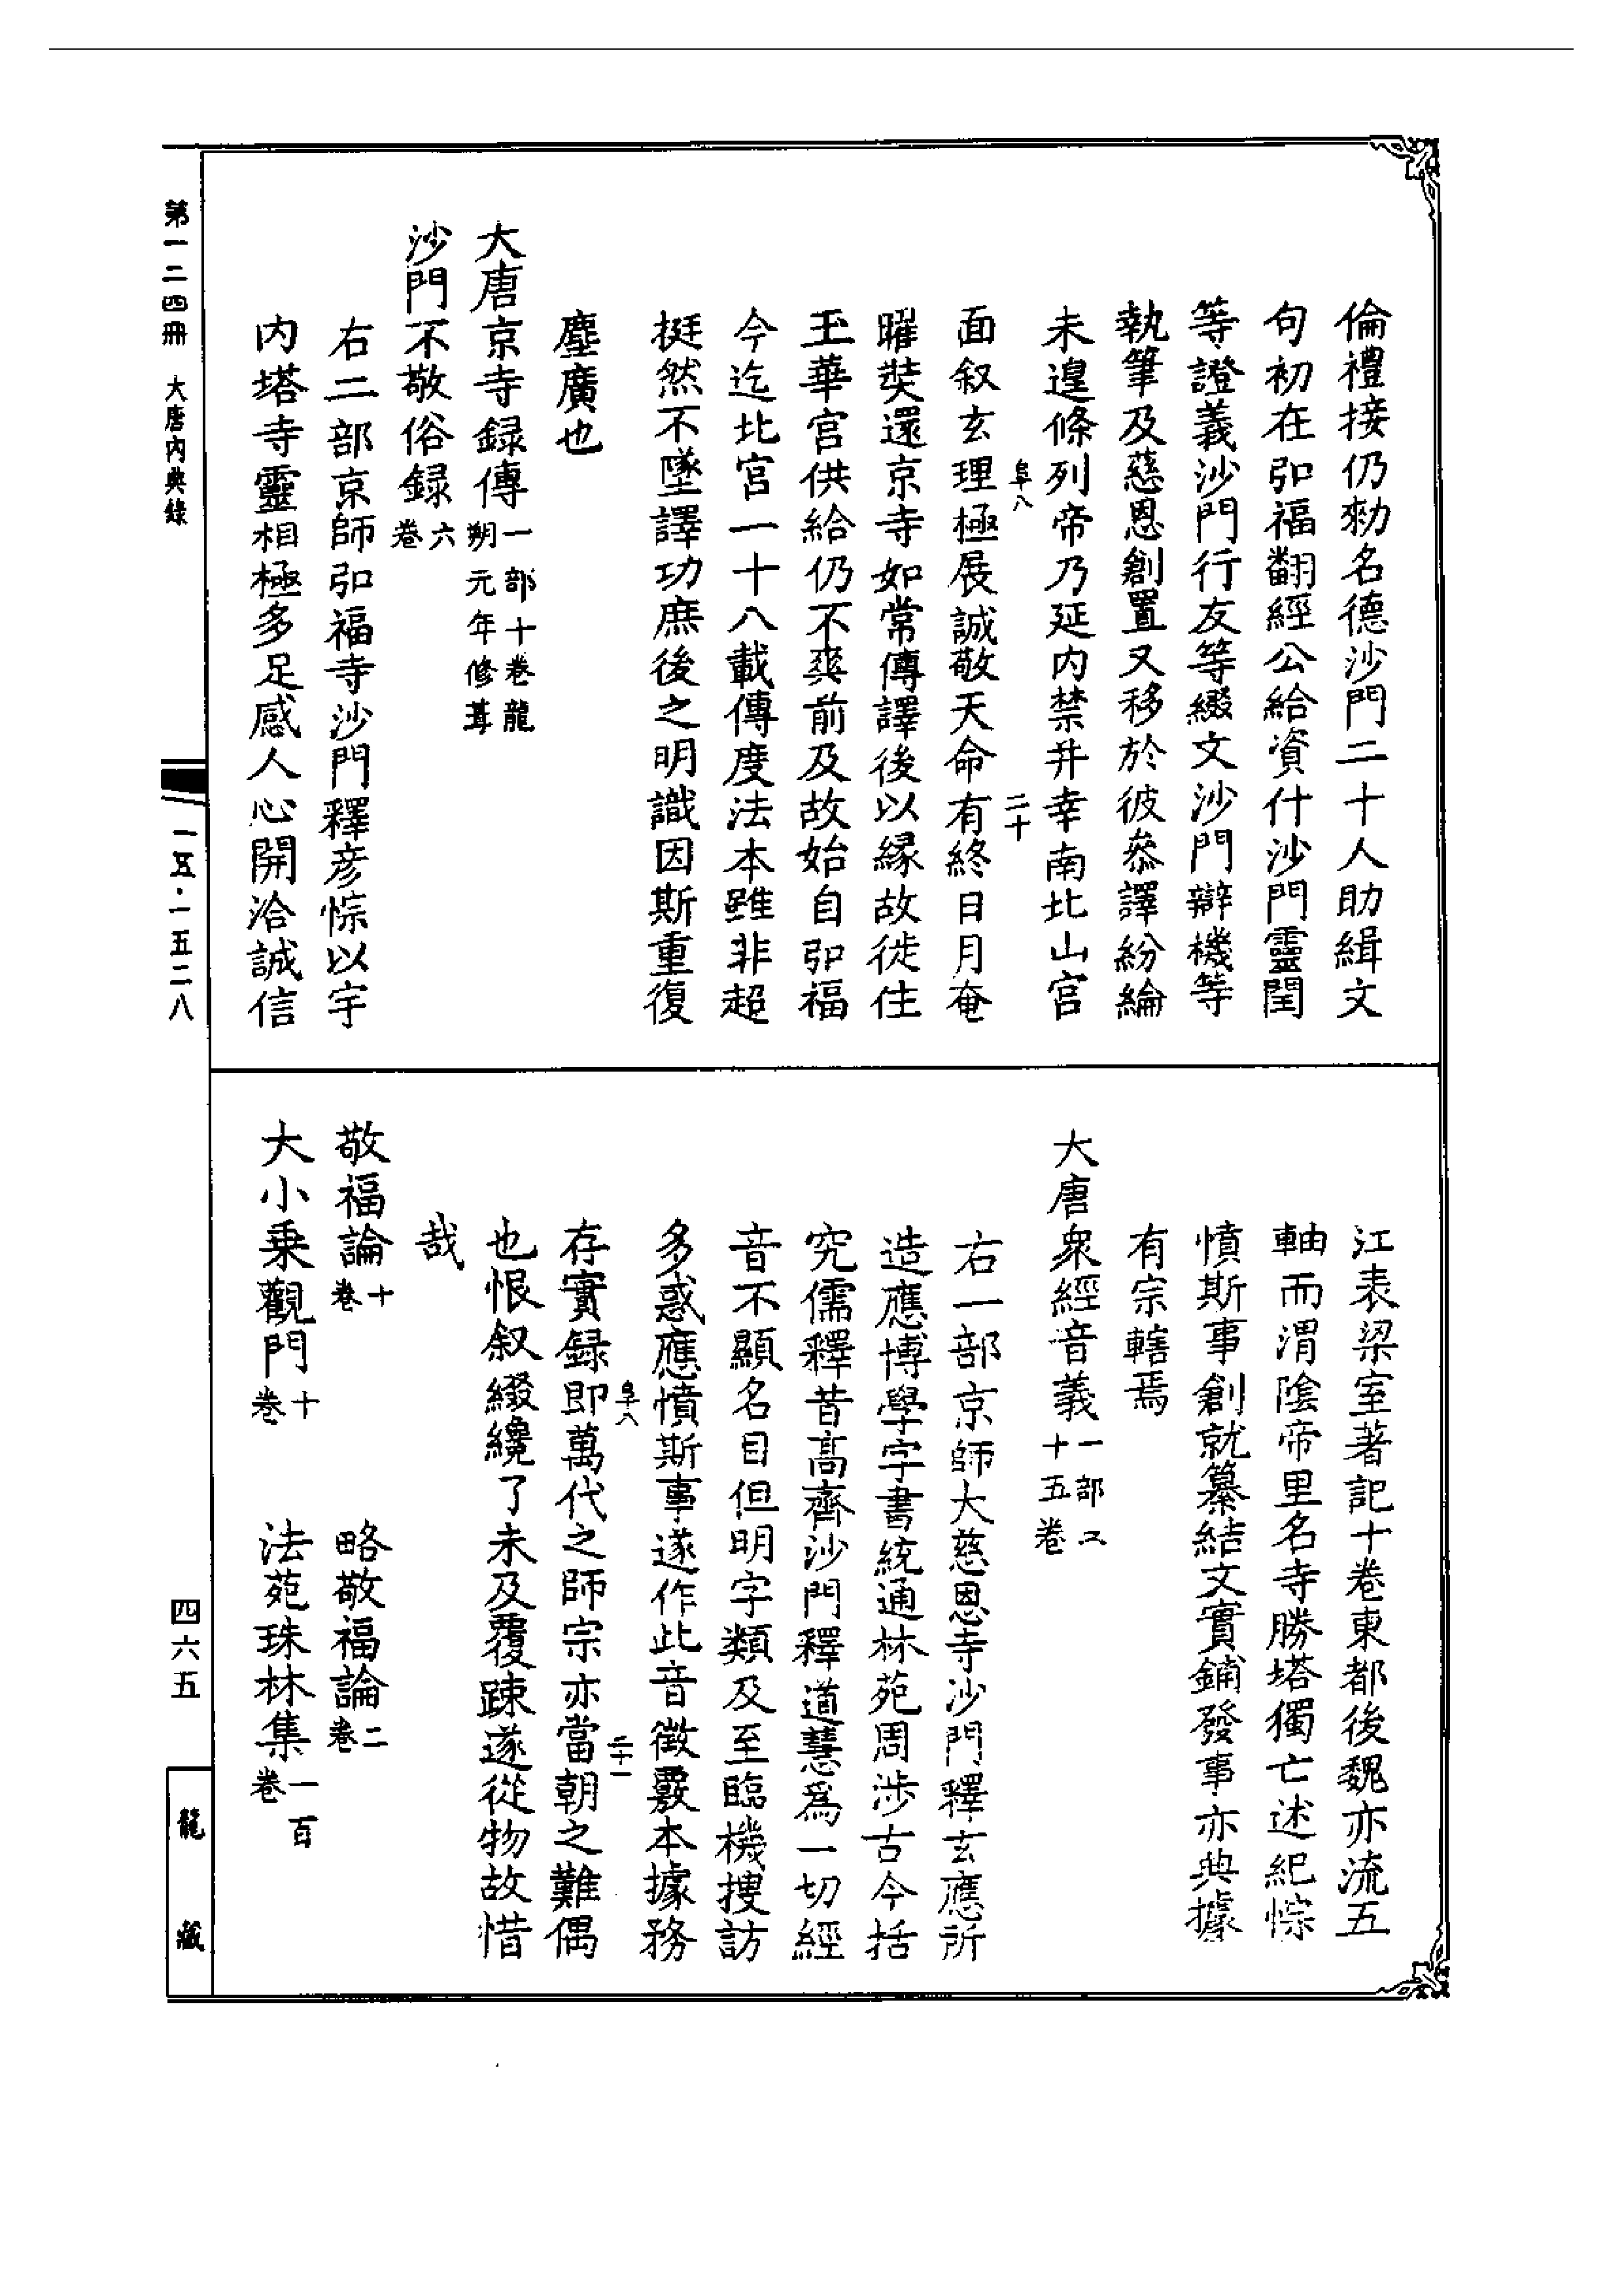 倫禮接仍勑名德沙門二十人助緝文
句初在弘福翻經公給資什沙門靈閏
等證義沙門行友等綴文沙門辯機等
執筆及慈恩創置又移於彼叅譯紛綸
未遑條列帝乃延内禁并幸南北山宫
阜八
二十
面叙玄理極展誠敬天命有終日月奄
曜奘還京寺如常傳譯後以緣故徙住
玉華宫供給仍不爽前及故始自弘福
今迄北宫一十八載傳度法本雖非超
挺然不墜譯功庶後之明識因斯重復
塵廣也
大唐京寺録傳一部十卷龍
朔元年修葺
沙門不敬俗録六
卷
右二部京師弘福寺沙門釋彦悰以宇
内塔寺靈相極多足感人心開洽誠信
江表梁室著記十卷東都後魏亦流五
軸而渭陰帝里名寺勝塔獨亡述紀悰
憤斯事創就纂結文實鋪發事亦典據
有宗轄焉
大唐衆經音義一部二
十五卷
右一部京師大慈恩寺沙門釋玄應所
造應博學字書統通林苑周涉古今括
究儒釋昔高齊沙門釋道慧為一切經
音不顯名目但明字類及至臨機搜訪
多惑應憤斯事遂作此音徴覈本據務
阜八
二十一
存實録即萬代之師宗亦當朝之難偶
也恨叙綴纔了未及覆疎遂從物故惜
哉
敬福論十卷　略敬福論二卷
大小乘觀門十卷　法苑珠林集一百卷
第一二四冊　大唐內典錄
一五五·一五二八
四六五
龍藏